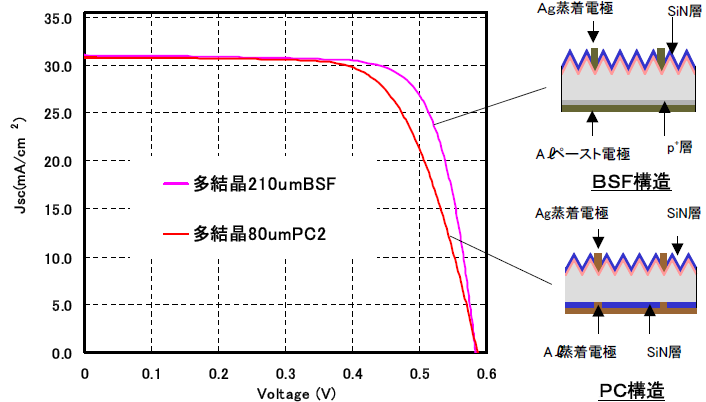 35.0
30.0
25.0
20.0
15.0
10.0
5.0
0.0
Jsc(mA/cm ²)
0
0.1
0.2
0.3
0.4
0.5
0.6
Voltage (V)
多結晶210umBSF
多結晶80umPC2
Ag蒸着電極
SiN層
Aℓペースト電極
p⁺層
BSF構造
Ag蒸着電極
SiN層
Aℓ蒸着電極
SiN層
PC構造